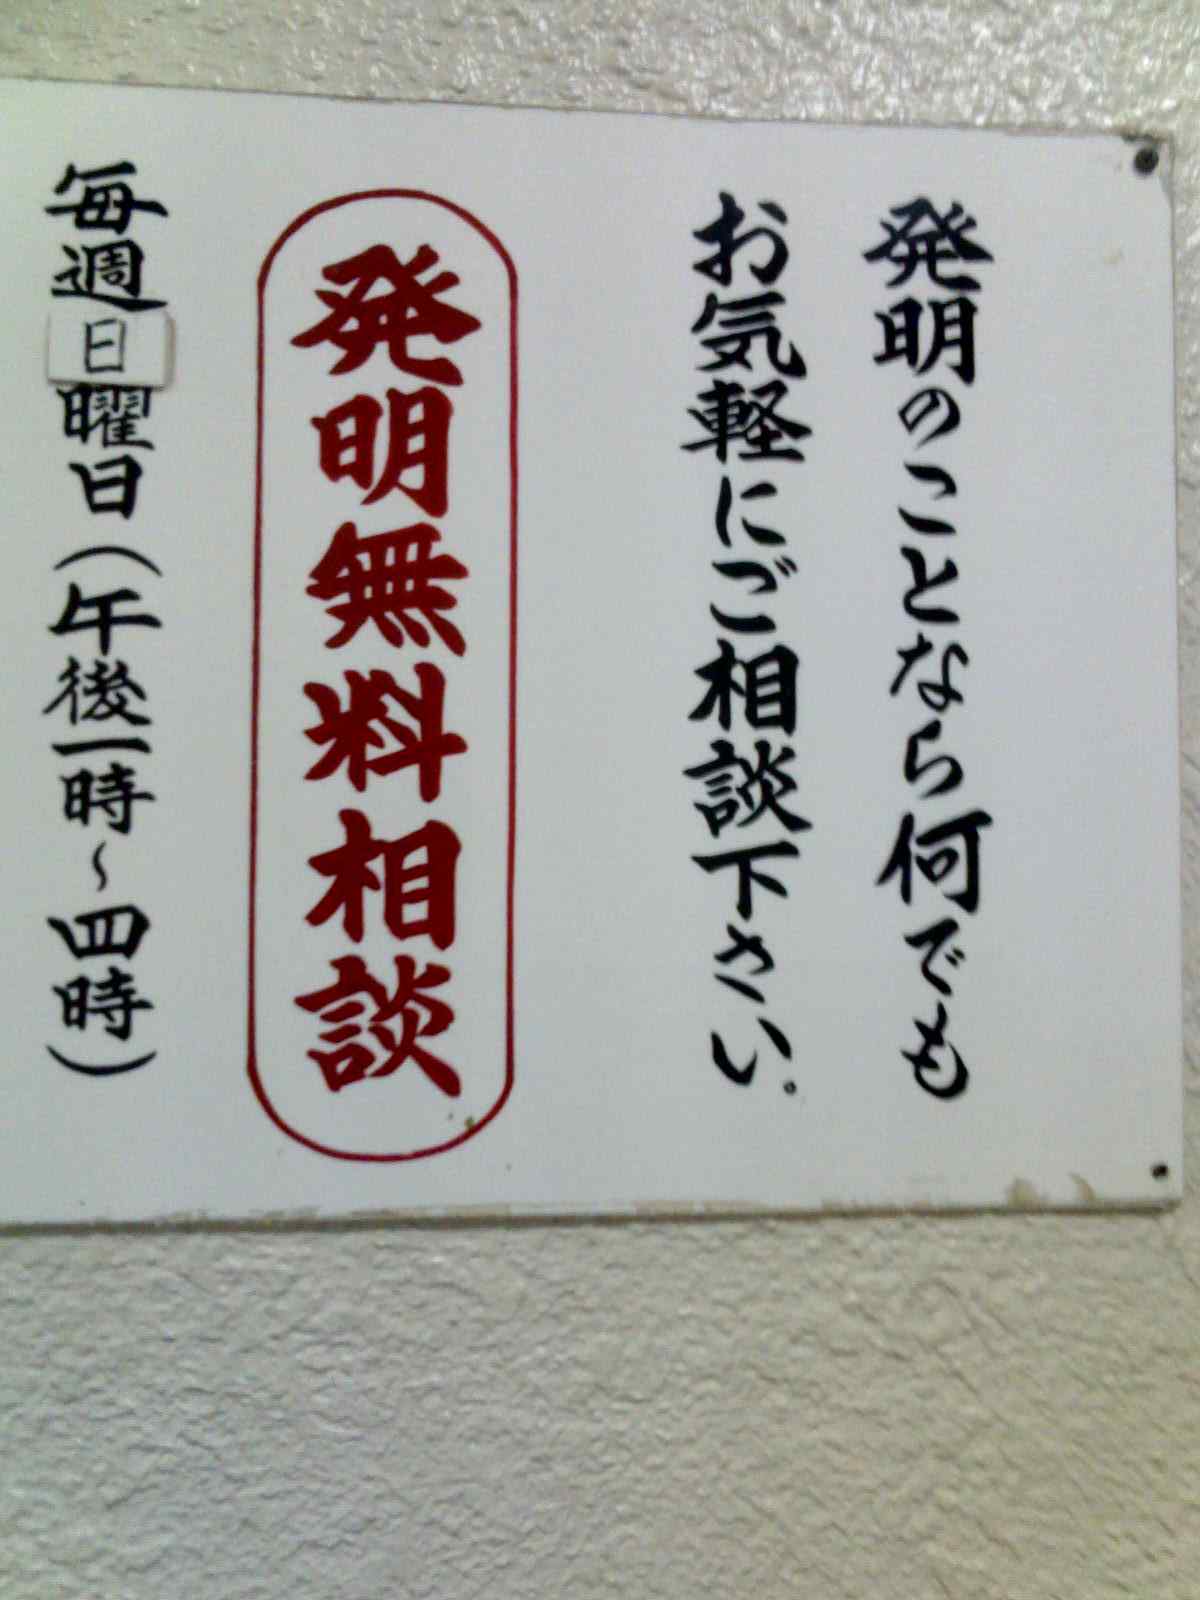 発明のことなら何でも
お気軽にご相談下さい。
発明無料相談
毎週日曜日(午後一時～四時)